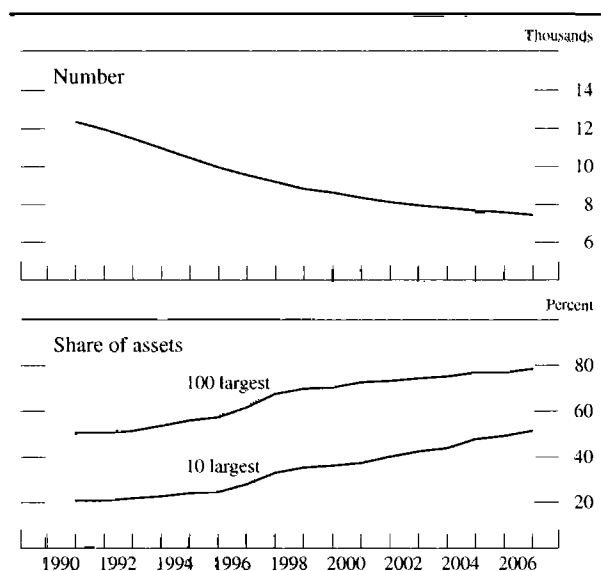 Thousands
Number
14
12
10
8
6
Percent
Share of assets
80
100 largest
60
40
10 largest
20
1990 1992 1994 1996 1998 2000 2002 2004 2006